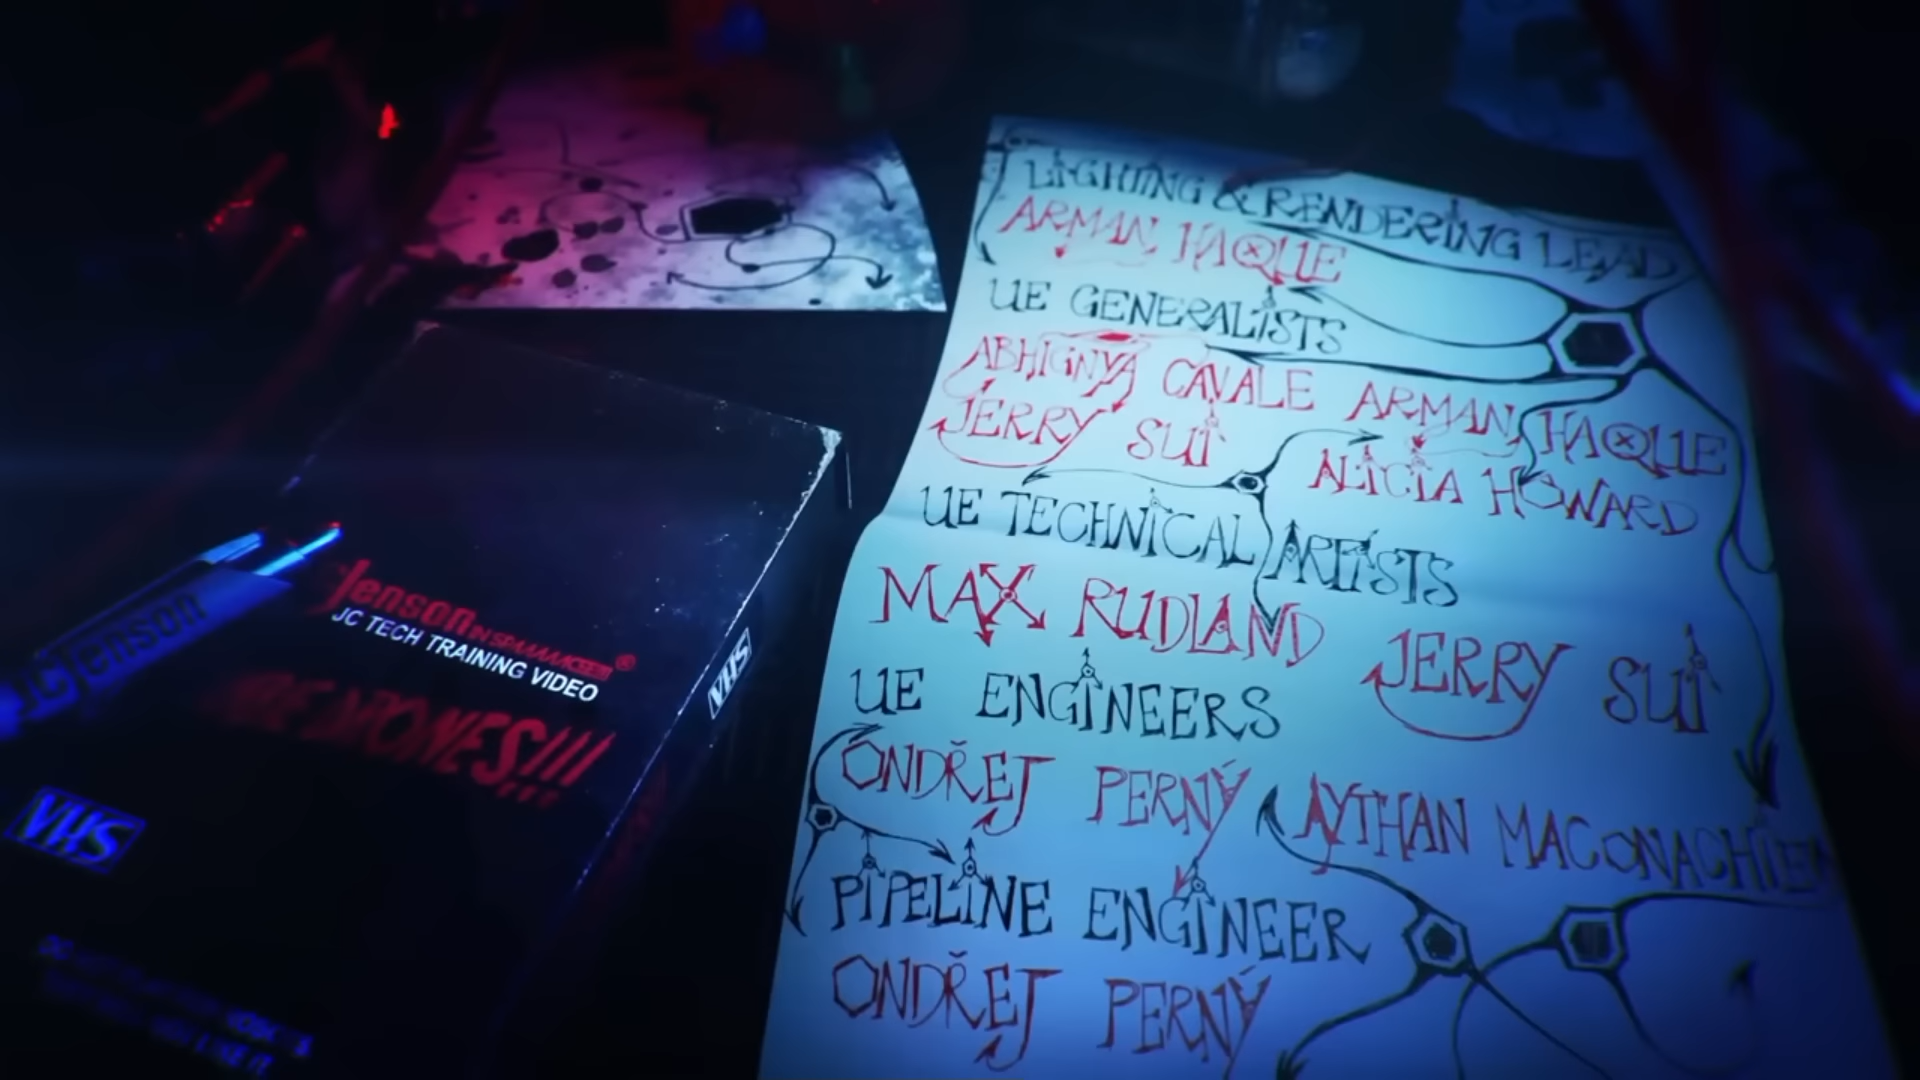 LIGHTING & RENDERING LEAD
ARMAN HAQUE
UE GENERALISTS
ABHIGNYA CAVALE ARMAN HAQUE
JERRY SUI ALICIA HOWARD
UE TECHNICAL ARTISTS
MAX RUDLAND JERRY SUI
UE ENGINEERS
ONDŘEJ PERNÝ AYTHAN MACONACHIE
PIPELINE ENGINEER
ONDŘEJ PERNÝ
JCJenson
Jenson
JC TECH TRAINING VIDEO
VHS
VHS